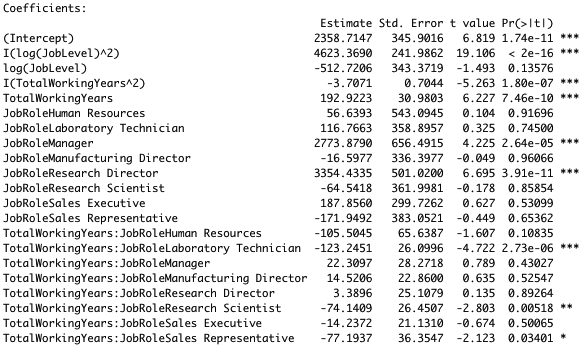 Coefficients:
Estimate Std. Error t value Pr(>|t|)
(Intercept) 2358.7147 345.9016 6.819 1.74e-11 ***
I(log(JobLevel)^2) 4623.3690 241.9862 19.106 < 2e-16 ***
log(JobLevel) -512.7206 343.3719 -1.493 0.13576
I(TotalWorkingYears^2) -3.7071 0.7044 -5.263 1.80e-07 ***
TotalWorkingYears 192.9223 30.9803 6.227 7.46e-10 ***
JobRoleHuman Resources 56.6393 543.0945 0.104 0.91696
JobRoleLaboratory Technician 116.7663 358.8957 0.325 0.74500
JobRoleManager 2773.8790 656.4915 4.225 2.64e-05 ***
JobRoleManufacturing Director -16.5977 336.3977 -0.049 0.96066
JobRoleResearch Director 3354.4335 501.0200 6.695 3.91e-11 ***
JobRoleResearch Scientist -64.5418 361.9981 -0.178 0.85854
JobRoleSales Executive 187.8560 299.7262 0.627 0.53099
JobRoleSales Representative -171.9492 383.0521 -0.449 0.65362
TotalWorkingYears:JobRoleHuman Resources -105.5045 65.6387 -1.607 0.10835
TotalWorkingYears:JobRoleLaboratory Technician -123.2451 26.0996 -4.722 2.73e-06 ***
TotalWorkingYears:JobRoleManager 22.3097 28.2718 0.789 0.43027
TotalWorkingYears:JobRoleManufacturing Director 14.5206 22.8600 0.635 0.52547
TotalWorkingYears:JobRoleResearch Director 3.3896 25.1079 0.135 0.89264
TotalWorkingYears:JobRoleResearch Scientist -74.1409 26.4507 -2.803 0.00518 **
TotalWorkingYears:JobRoleSales Executive -14.2372 21.1310 -0.674 0.50065
TotalWorkingYears:JobRoleSales Representative -77.1937 36.3547 -2.123 0.03401 *